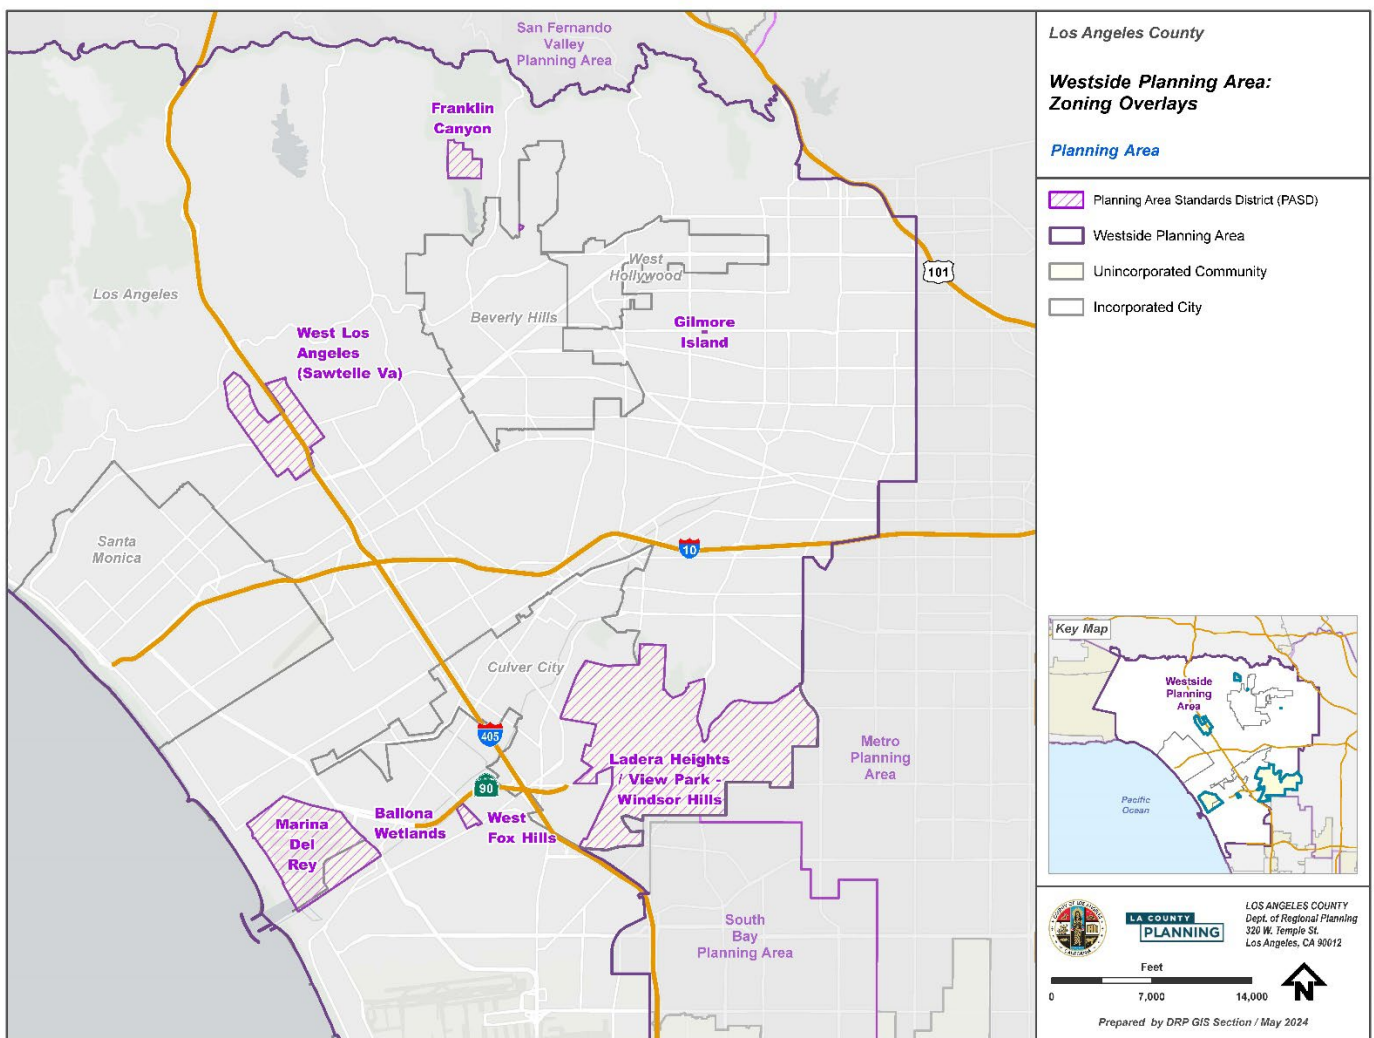 San Fernando
Valley
Planning Area
Franklin
Canyon
Los Angeles
West
Hollywood
101
Beverly Hills
Gilmore
Island
West Los
Angeles
(Sawtelle Va)
Santa
Monica
10
Culver City
405
Ladera Heights
/ View Park -
Windsor Hills
Metro
Planning
Area
90
Ballona
Wetlands
West
Fox Hills
Marina
Del
Rey
South
Bay
Planning Area
Los Angeles County
Westside Planning Area:
Zoning Overlays
Planning Area
Planning Area Standards District (PASD)
Westside Planning Area
Unincorporated Community
Incorporated City
Key Map
Westside
Planning
Area
Pacific
Ocean
LA COUNTY
PLANNING
LOS ANGELES COUNTY
Dept. of Regional Planning
320 W. Temple St.
Los Angeles, CA 90012
Feet
0 7,000 14,000
N
Prepared by DRP GIS Section / May 2024